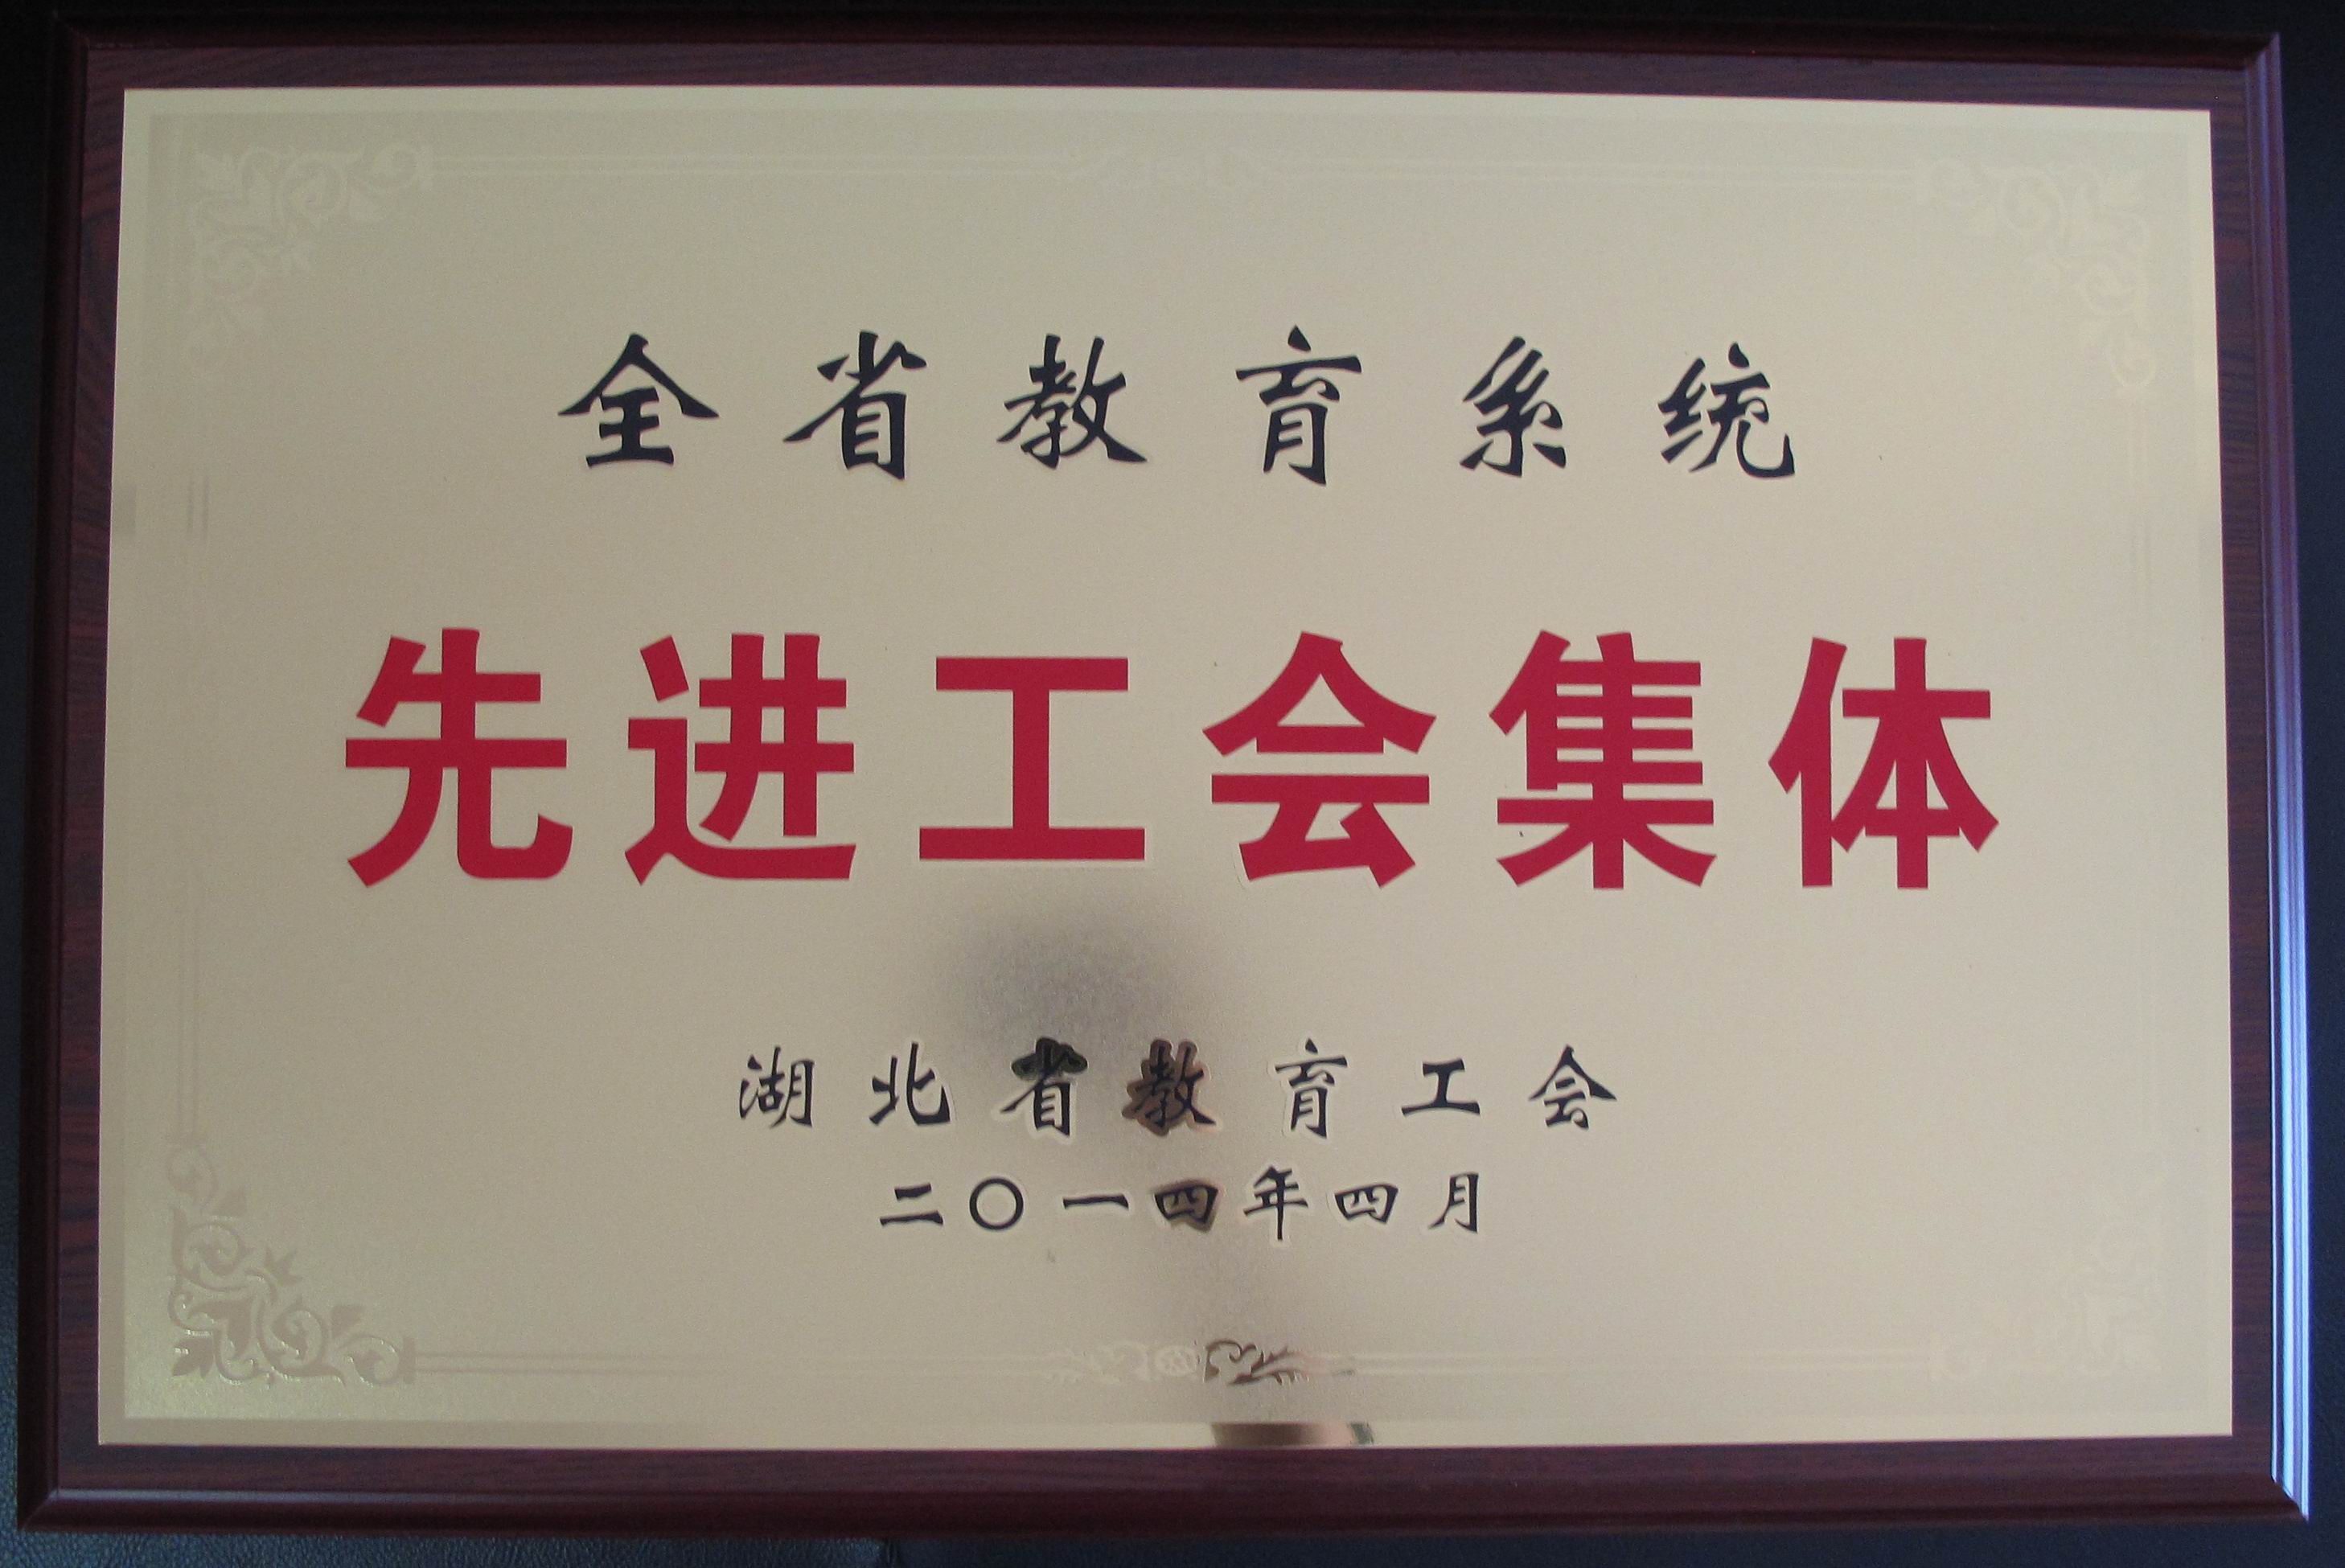 全省教育系统
先进工会集体
湖北省教育工会
二〇一四年四月